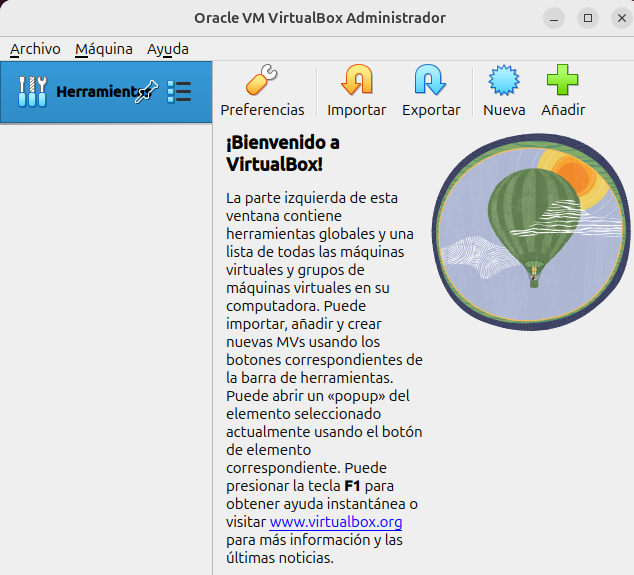 Oracle VM VirtualBox Administrador
Archivo Máquina Ayuda
Herramientas
Preferencias Importar Exportar Nueva Añadir
¡Bienvenido a
VirtualBox!
La parte izquierda de esta
ventana contiene
herramientas globales y una
lista de todas las máquinas
virtuales y grupos de
máquinas virtuales en su
computadora. Puede
importar, añadir y crear
nuevas MVs usando los
botones correspondientes de
la barra de herramientas.
Puede abrir un «popup» del
elemento seleccionado
actualmente usando el botón
de elemento
correspondiente. Puede
presionar la tecla F1 para
obtener ayuda instantánea o
visitar www.virtualbox.org
para más información y las
últimas noticias.